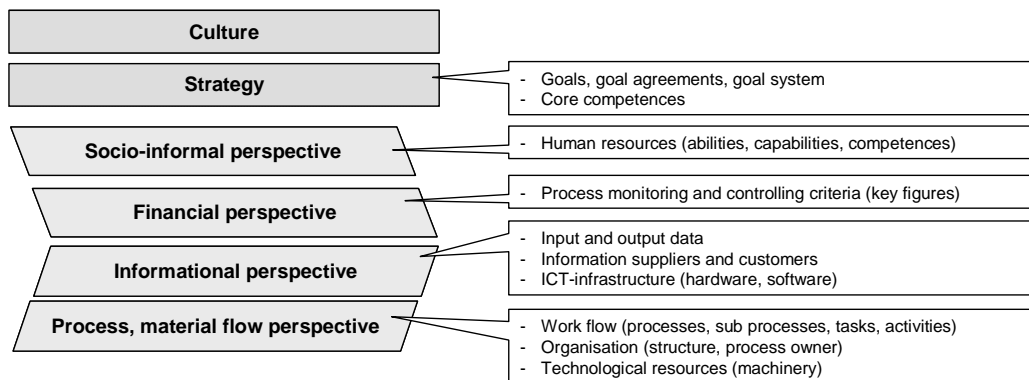 Culture
Strategy
- Goals, goal agreements, goal system
- Core competences
Socio-informal perspective
- Human resources (abilities, capabilities, competences)
Financial perspective
- Process monitoring and controlling criteria (key figures)
Informational perspective
- Input and output data
- Information suppliers and customers
- ICT-infrastructure (hardware, software)
Process, material flow perspective
- Work flow (processes, sub processes, tasks, activities)
- Organisation (structure, process owner)
- Technological resources (machinery)